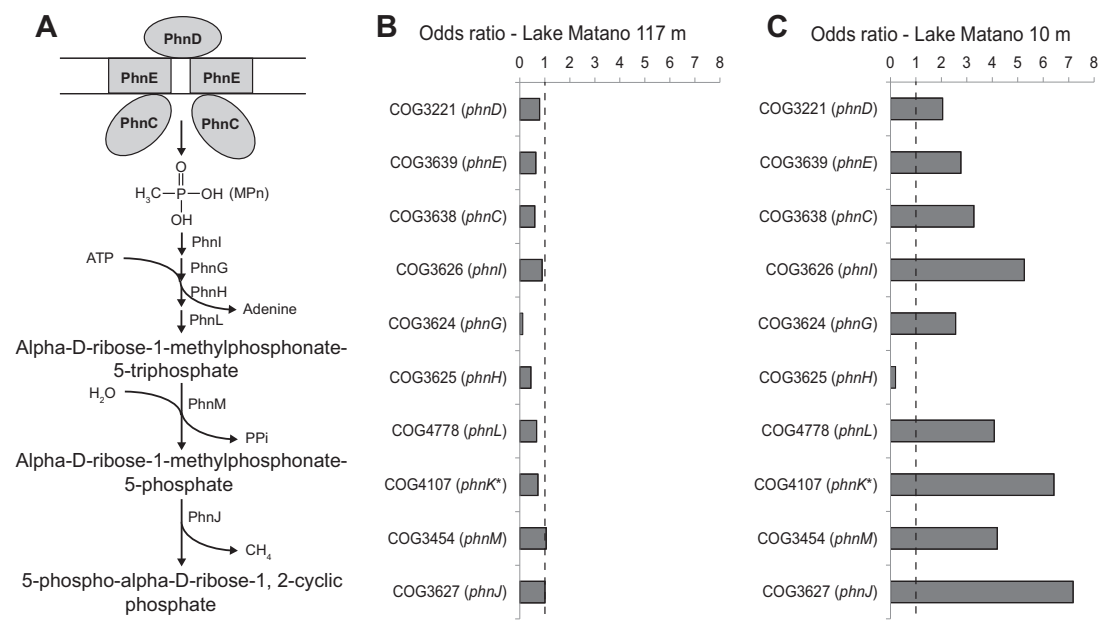 A
PhnD
PhnE
PhnE
PhnC
PhnC
O
H3C–P–OH (MPn)
OH
PhnI
ATP
PhnG
PhnH
Adenine
PhnL
Alpha-D-ribose-1-methylphosphonate-
5-triphosphate
H2O
PhnM
PPi
Alpha-D-ribose-1-methylphosphonate-
5-phosphate
PhnJ
CH4
5-phospho-alpha-D-ribose-1, 2-cyclic
phosphate
B
Odds ratio - Lake Matano 117 m
0 1 2 3 4 5 6 7 8
COG3221 (phnD)
COG3639 (phnE)
COG3638 (phnC)
COG3626 (phnI)
COG3624 (phnG)
COG3625 (phnH)
COG4778 (phnL)
COG4107 (phnK*)
COG3454 (phnM)
COG3627 (phnJ)
C
Odds ratio - Lake Matano 10 m
0 1 2 3 4 5 6 7 8
COG3221 (phnD)
COG3639 (phnE)
COG3638 (phnC)
COG3626 (phnI)
COG3624 (phnG)
COG3625 (phnH)
COG4778 (phnL)
COG4107 (phnK*)
COG3454 (phnM)
COG3627 (phnJ)